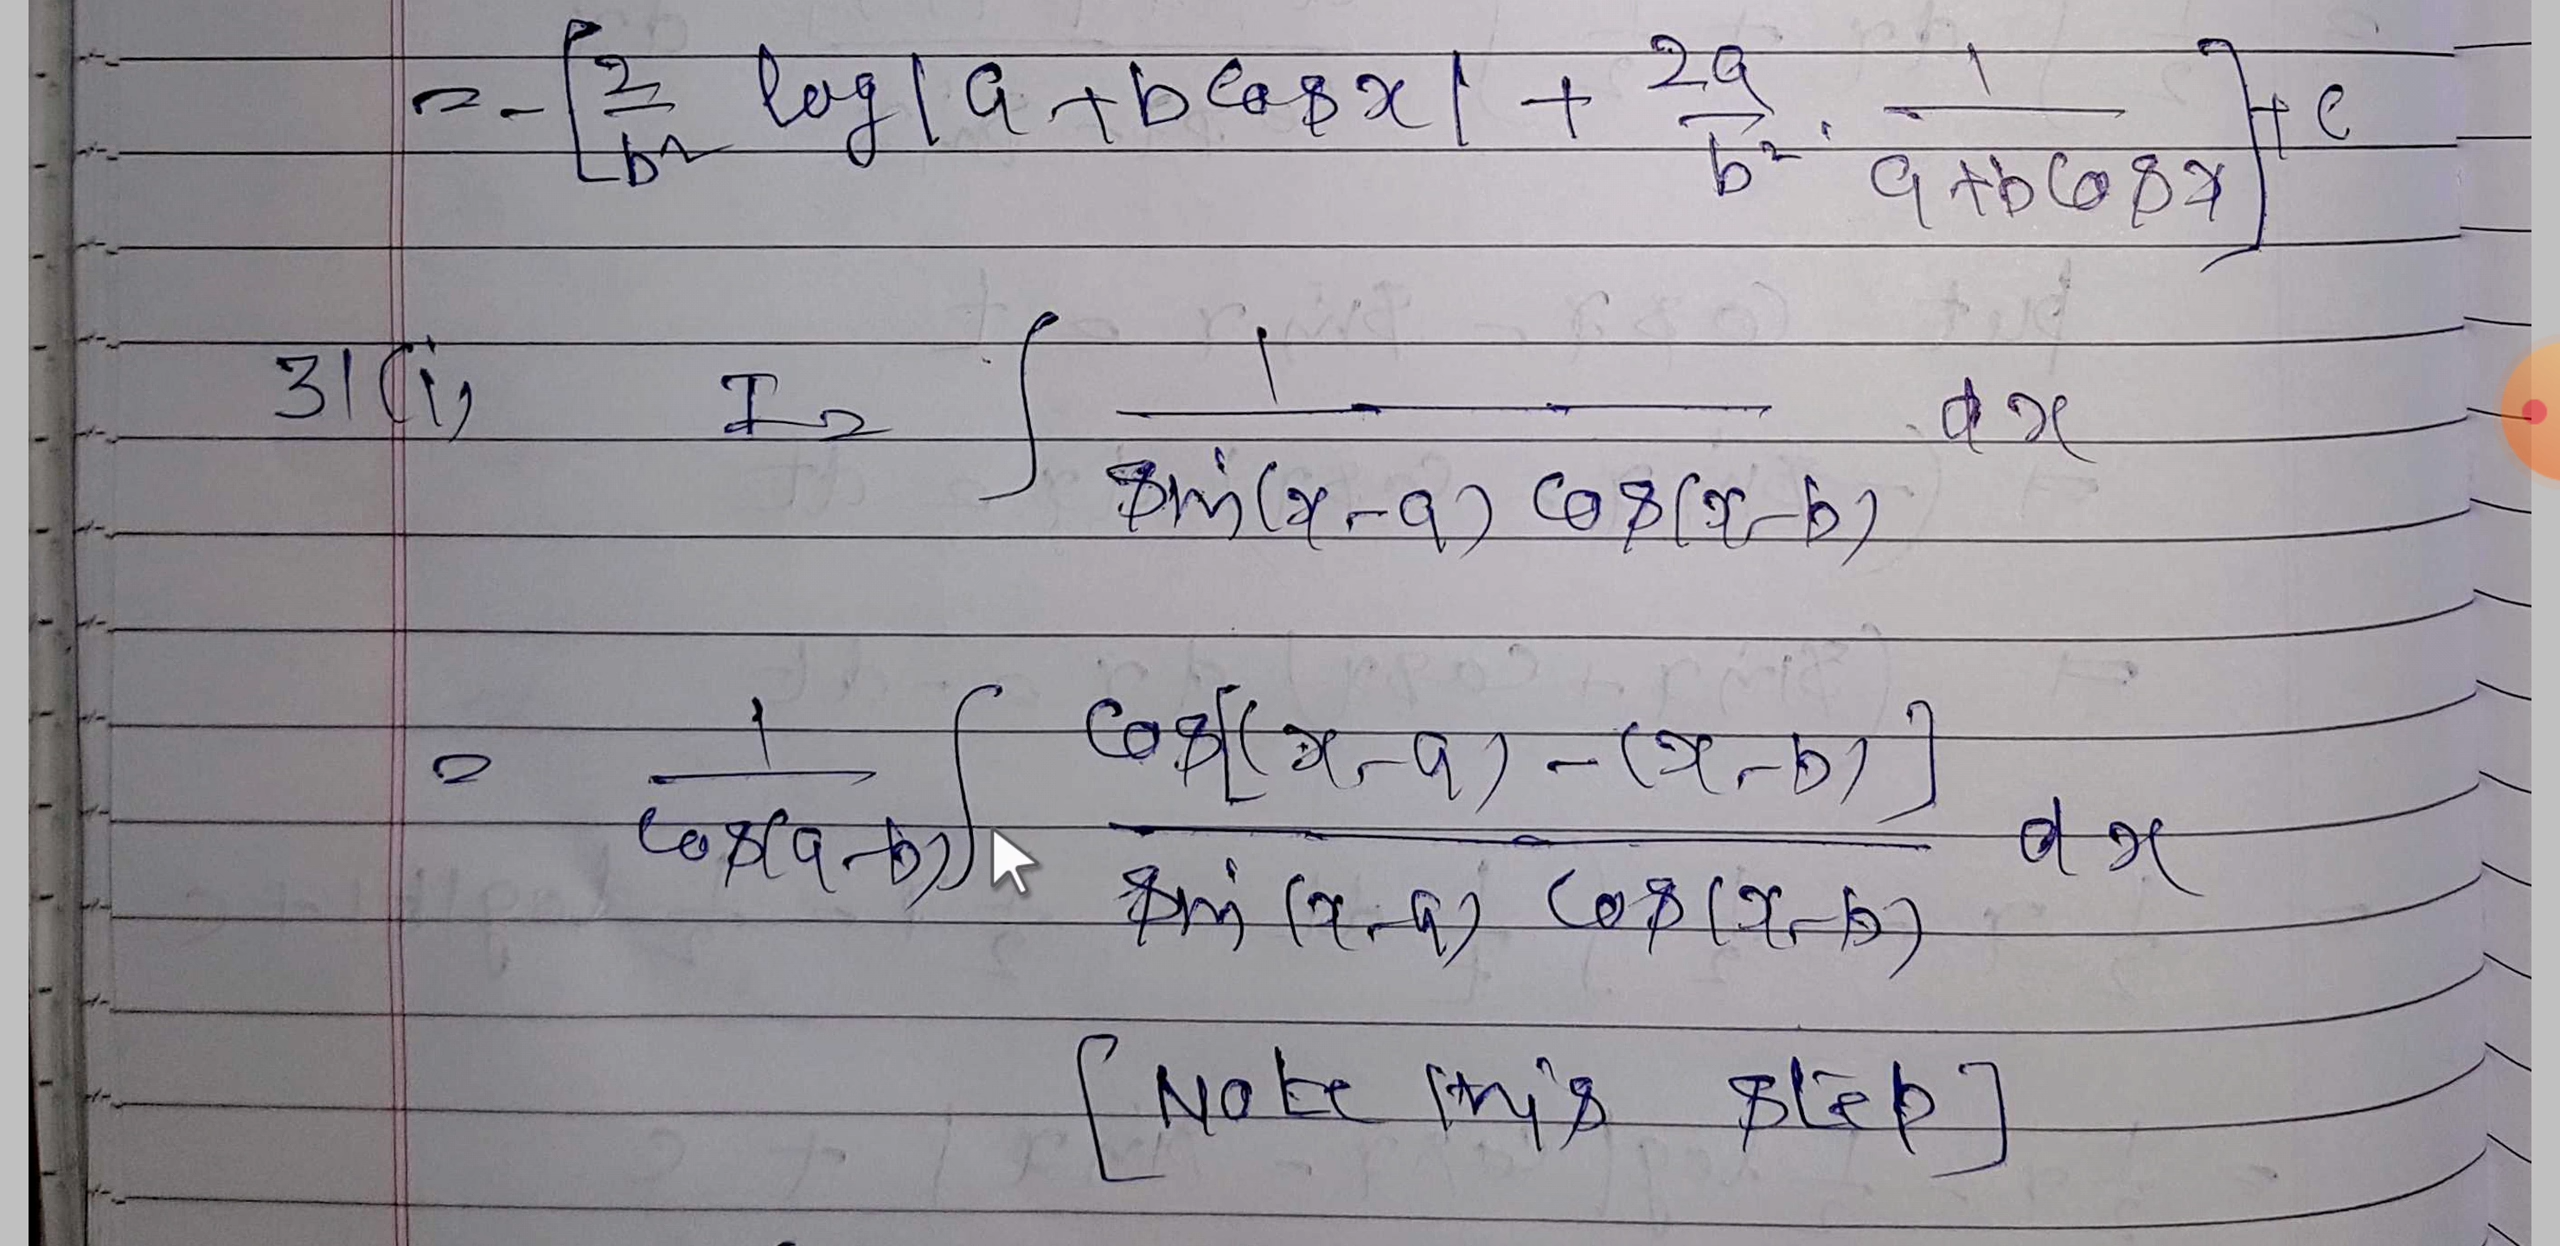 = - [2/b² log|a + b cos x| + 2a/b² · 1/(a + b cos x)] + c
31(i) I = ∫ 1/(sin(x-a) cos(x-b)) dx
= 1/cos(a-b) ∫ cos[(x-a) - (x-b)]/(sin(x-a) cos(x-b)) dx
[Note this step]